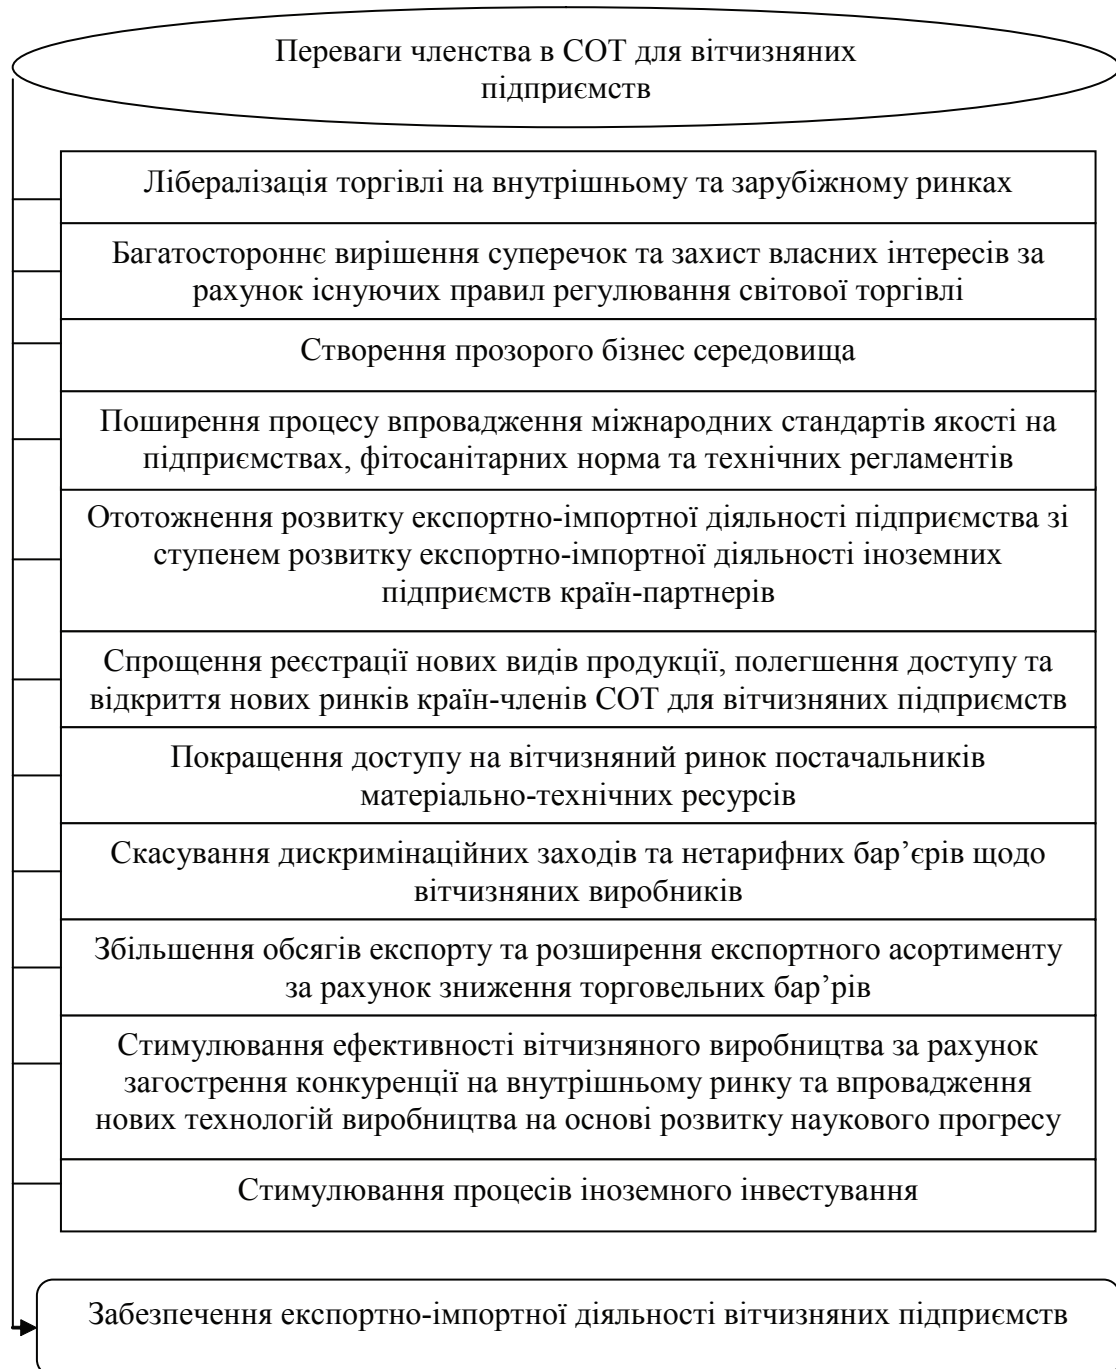 Переваги членства в СОТ для вітчизняних
підприємств
Лібералізація торгівлі на внутрішньому та зарубіжному ринках
Багатостороннє вирішення суперечок та захист власних інтересів за
рахунок існуючих правил регулювання світової торгівлі
Створення прозорого бізнес середовища
Поширення процесу впровадження міжнародних стандартів якості на
підприємствах, фітосанітарних норма та технічних регламентів
Ототожнення розвитку експортно-імпортної діяльності підприємства зі
ступенем розвитку експортно-імпортної діяльності іноземних
підприємств країн-партнерів
Спрощення реєстрації нових видів продукції, полегшення доступу та
відкриття нових ринків країн-членів СОТ для вітчизняних підприємств
Покращення доступу на вітчизняний ринок постачальників
матеріально-технічних ресурсів
Скасування дискримінаційних заходів та нетарифних бар’єрів щодо
вітчизняних виробників
Збільшення обсягів експорту та розширення експортного асортименту
за рахунок зниження торговельних бар’рів
Стимулювання ефективності вітчизняного виробництва за рахунок
загострення конкуренції на внутрішньому ринку та впровадження
нових технологій виробництва на основі розвитку наукового прогресу
Стимулювання процесів іноземного інвестування
Забезпечення експортно-імпортної діяльності вітчизняних підприємств